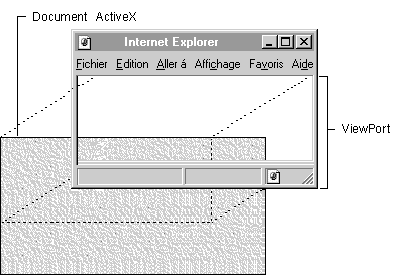 Document ActiveX
Internet Explorer
Fichier Edition Aller á Affichage Favoris Aide
ViewPort